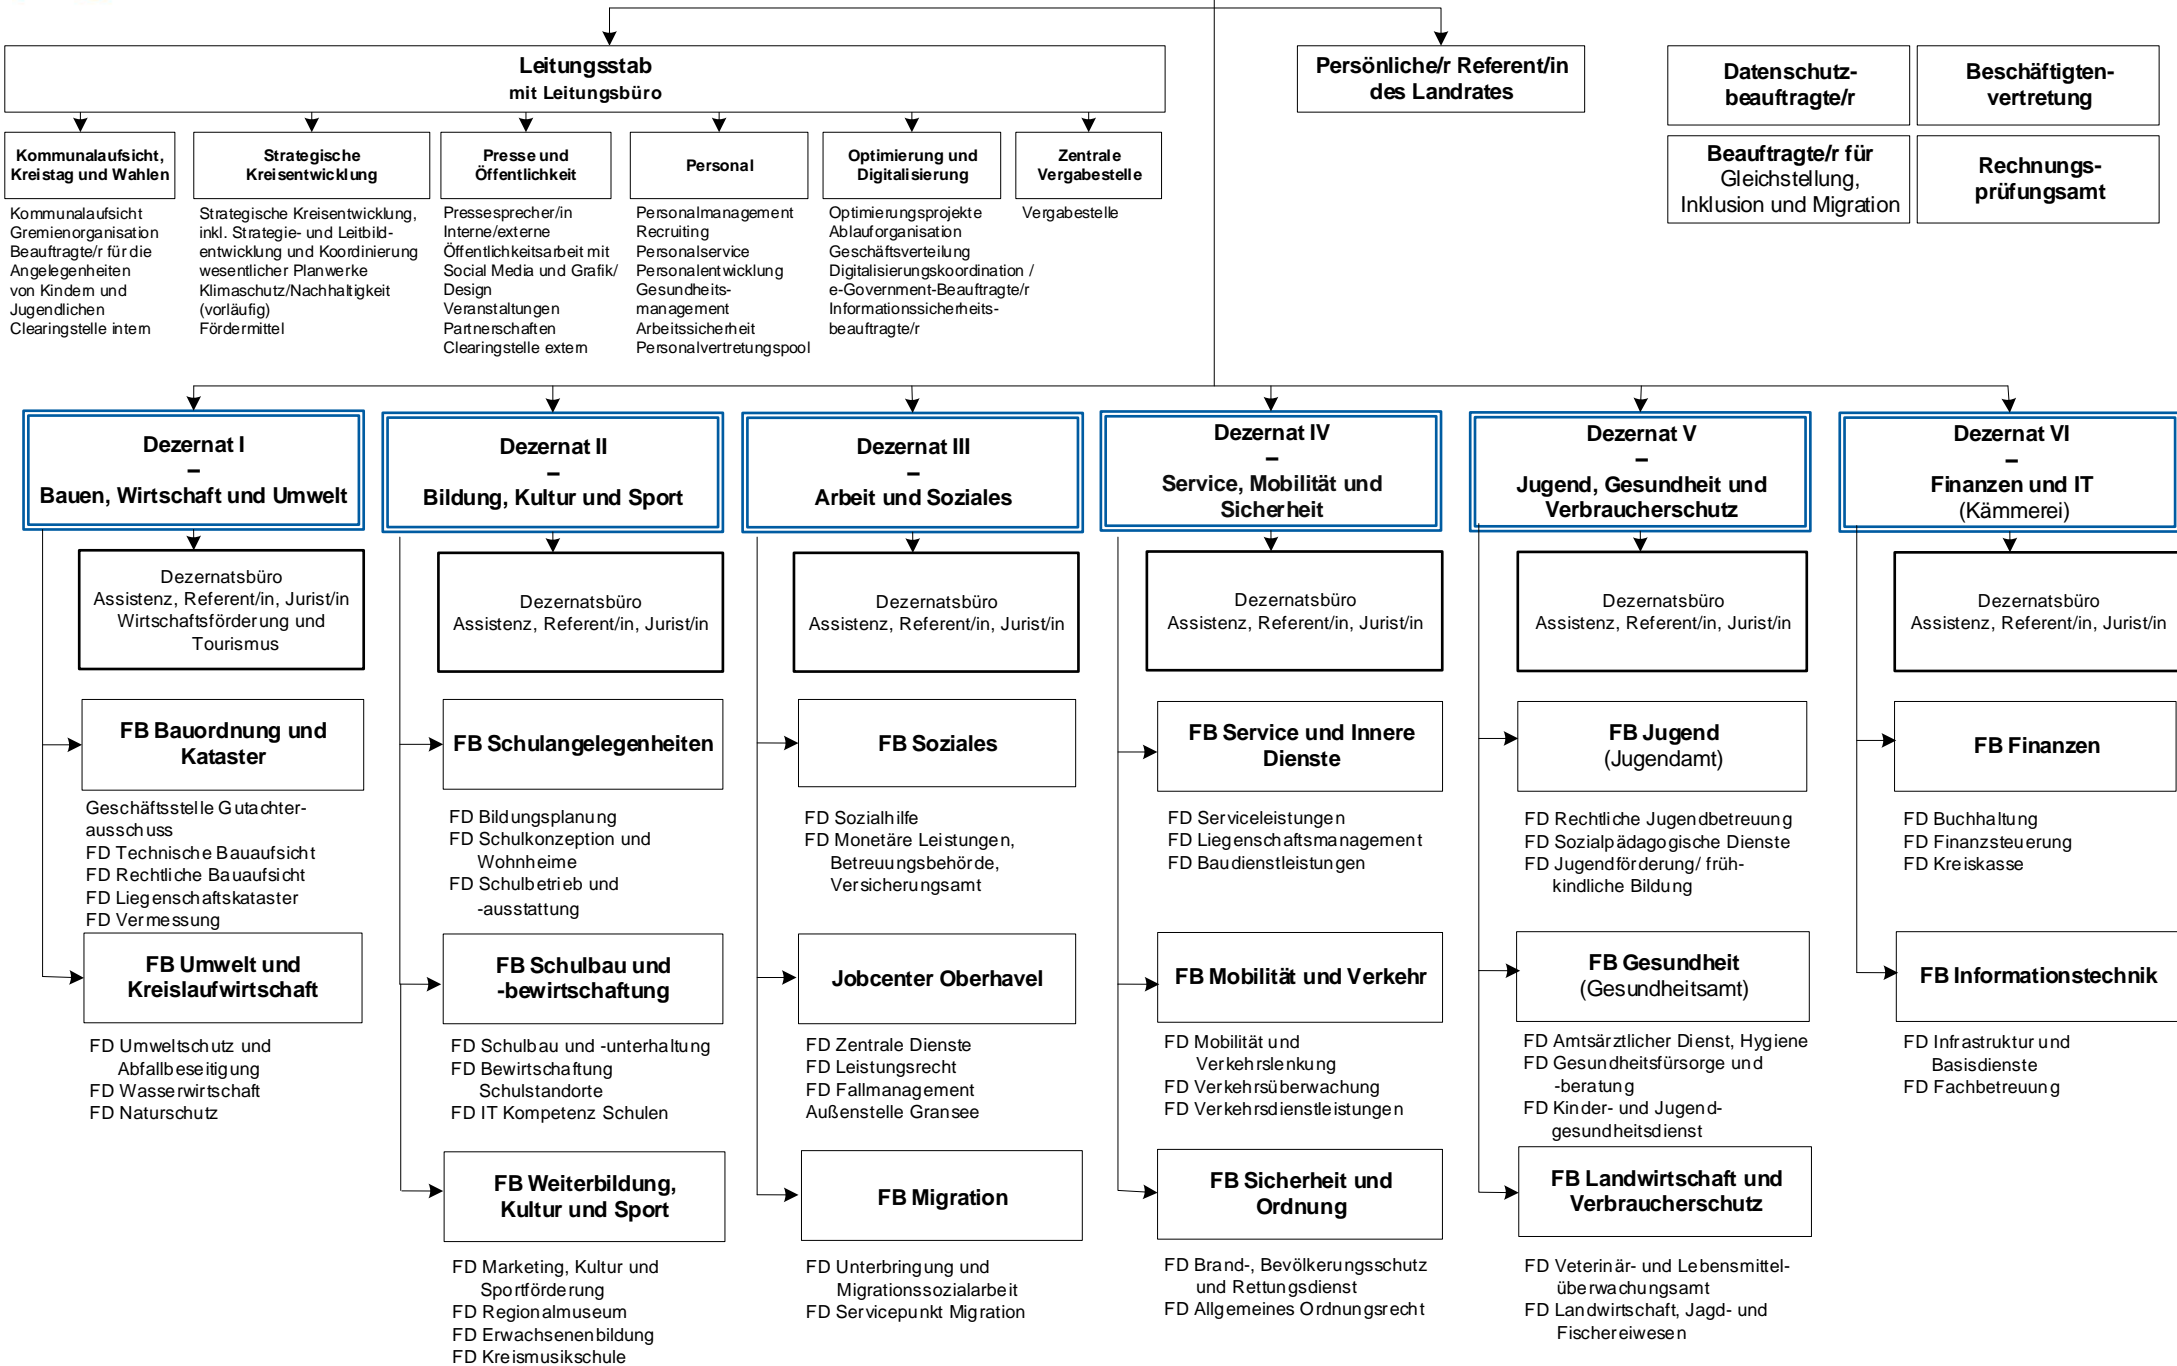 Leitungsstab
mit Leitungsbüro
Persönliche/r Referent/in
des Landrates
Datenschutz-
beauftragte/r
Beschäftigten-
vertretung
Beauftragte/r für
Gleichstellung,
Inklusion und Migration
Rechnungs-
prüfungsamt
Kommunalaufsicht,
Kreistag und Wahlen
Kommunalaufsicht
Gremienorganisation
Beauftragte/r für die
Angelegenheiten
von Kindern und
Jugendlichen
Clearingstelle intern
Strategische
Kreisentwicklung
Strategische Kreisentwicklung,
inkl. Strategie- und Leitbild-
entwicklung und Koordinierung
wesentlicher Planwerke
Klimaschutz/Nachhaltigkeit
(vorläufig)
Fördermittel
Presse und
Öffentlichkeit
Pressesprecher/in
Interne/externe
Öffentlichkeitsarbeit mit
Social Media und Grafik/
Design
Veranstaltungen
Partnerschaften
Clearingstelle extern
Personal
Personalmanagement
Recruiting
Personalservice
Personalentwicklung
Gesundheits-
management
Arbeitssicherheit
Personalvertretungspool
Optimierung und
Digitalisierung
Optimierungsprojekte
Ablauforganisation
Geschäftsverteilung
Digitalisierungskoordination /
e-Government-Beauftragte/r
Informationssicherheits-
beauftragte/r
Zentrale
Vergabestelle
Vergabestelle
Dezernat I
–
Bauen, Wirtschaft und Umwelt
Dezernatsbüro
Assistenz, Referent/in, Jurist/in
Wirtschaftsförderung und
Tourismus
FB Bauordnung und
Kataster
Geschäftsstelle Gutachter-
ausschuss
FD Technische Bauaufsicht
FD Rechtliche Bauaufsicht
FD Liegenschaftskataster
FD Vermessung
FB Umwelt und
Kreislaufwirtschaft
FD Umweltschutz und
Abfallbeseitigung
FD Wasserwirtschaft
FD Naturschutz
Dezernat II
–
Bildung, Kultur und Sport
Dezernatsbüro
Assistenz, Referent/in, Jurist/in
FB Schulangelegenheiten
FD Bildungsplanung
FD Schulkonzeption und
Wohnheime
FD Schulbetrieb und
-ausstattung
FB Schulbau und
-bewirtschaftung
FD Schulbau und -unterhaltung
FD Bewirtschaftung
Schulstandorte
FD IT Kompetenz Schulen
FB Weiterbildung,
Kultur und Sport
FD Marketing, Kultur und
Sportförderung
FD Regionalmuseum
FD Erwachsenenbildung
FD Kreismusikschule
Dezernat III
–
Arbeit und Soziales
Dezernatsbüro
Assistenz, Referent/in, Jurist/in
FB Soziales
FD Sozialhilfe
FD Monetäre Leistungen,
Betreuungsbehörde,
Versicherungsamt
Jobcenter Oberhavel
FD Zentrale Dienste
FD Leistungsrecht
FD Fallmanagement
Außenstelle Gransee
FB Migration
FD Unterbringung und
Migrationssozialarbeit
FD Servicepunkt Migration
Dezernat IV
–
Service, Mobilität und
Sicherheit
Dezernatsbüro
Assistenz, Referent/in, Jurist/in
FB Service und Innere
Dienste
FD Serviceleistungen
FD Liegenschaftsmanagement
FD Baudienstleistungen
FB Mobilität und Verkehr
FD Mobilität und
Verkehrslenkung
FD Verkehrsüberwachung
FD Verkehrsdienstleistungen
FB Sicherheit und
Ordnung
FD Brand-, Bevölkerungsschutz
und Rettungsdienst
FD Allgemeines Ordnungsrecht
Dezernat V
–
Jugend, Gesundheit und
Verbraucherschutz
Dezernatsbüro
Assistenz, Referent/in, Jurist/in
FB Jugend
(Jugendamt)
FD Rechtliche Jugendbetreuung
FD Sozialpädagogische Dienste
FD Jugendförderung/ früh-
kindliche Bildung
FB Gesundheit
(Gesundheitsamt)
FD Amtsärztlicher Dienst, Hygiene
FD Gesundheitsfürsorge und
-beratung
FD Kinder- und Jugend-
gesundheitsdienst
FB Landwirtschaft und
Verbraucherschutz
FD Veterinär- und Lebensmittel-
überwachungsamt
FD Landwirtschaft, Jagd- und
Fischereiwesen
Dezernat VI
–
Finanzen und IT
(Kämmerei)
Dezernatsbüro
Assistenz, Referent/in, Jurist/in
FB Finanzen
FD Buchhaltung
FD Finanzsteuerung
FD Kreiskasse
FB Informationstechnik
FD Infrastruktur und
Basisdienste
FD Fachbetreuung